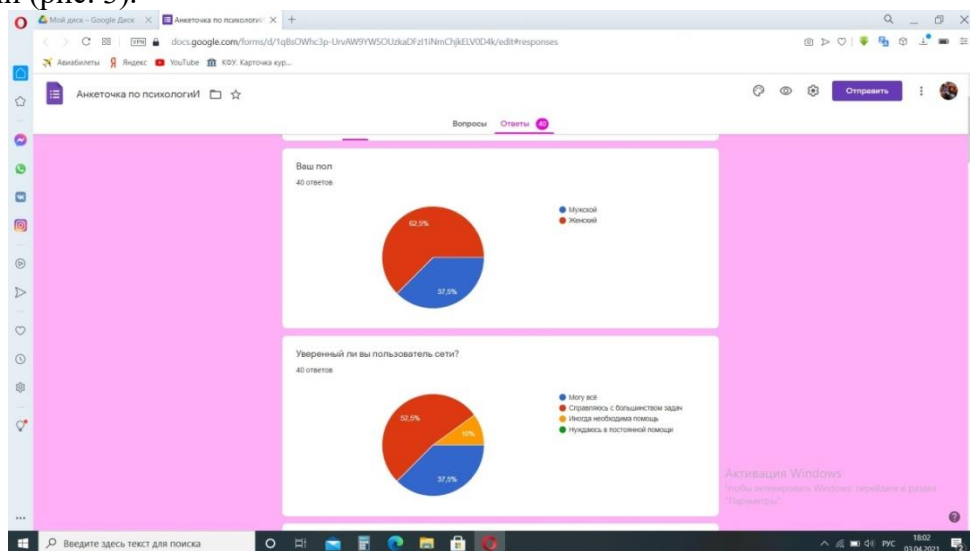 (рис. 3).
Мой диск – Google Диск
Анкеточка по психологи
VPN
docs.google.com/forms/d/
edit#responses
Авиабилеты Яндекс YouTube КФУ. Карточка кур...
Анкеточка по психологиИ
Отправить
Вопросы Ответы 40
Ваш пол
40 ответов
Мужской
Женский
62,5%
37,5%
Уверенный ли вы пользователь сети?
40 ответов
Могу всё
Справляюсь с большинством задач
Иногда необходима помощь
Нуждаюсь в постоянной помощи
52,5%
10%
37,5%
Активация Windows
Чтобы активировать Windows, перейдите в раздел
"Параметры".
Введите здесь текст для поиска
РУС
18:02
03.04.2021